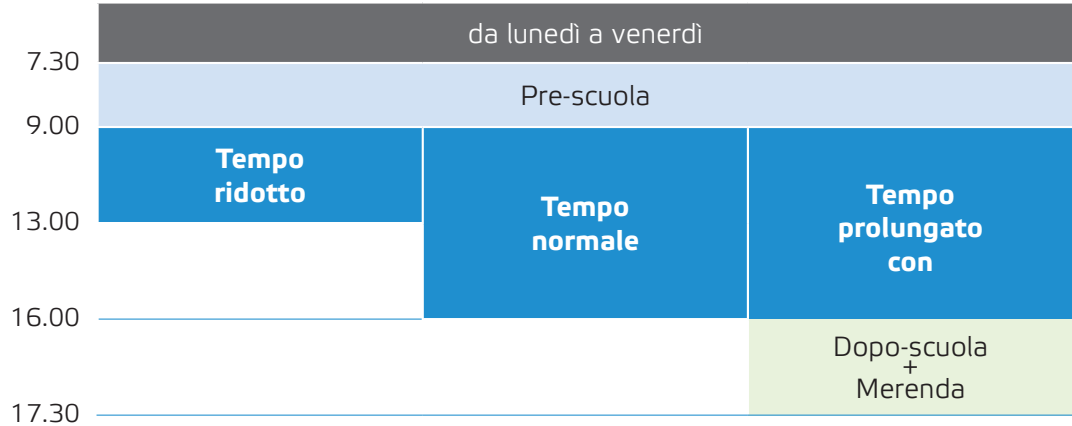 da lunedì a venerdì
7.30
Pre-scuola
9.00
Tempo
ridotto
Tempo
normale
Tempo
prolungato
con
13.00
16.00
Dopo-scuola
+
Merenda
17.30